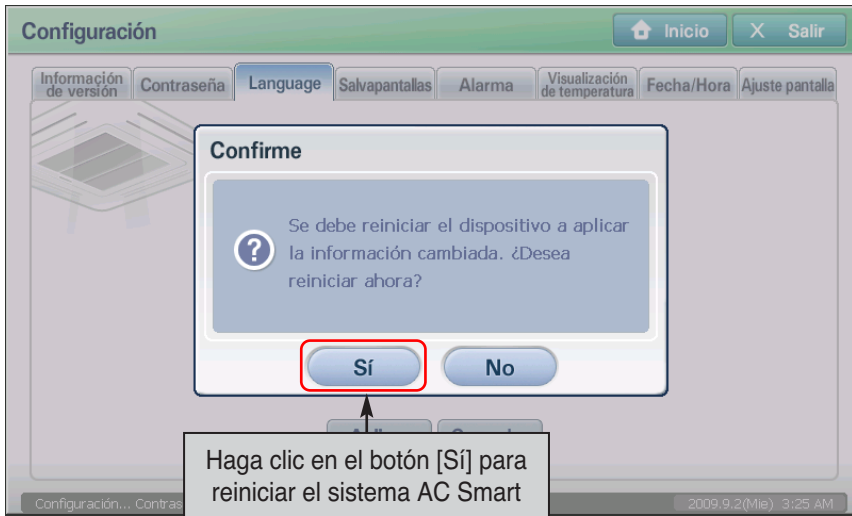 Configuración
Inicio
X Salir
Información
de versión
Contraseña
Language
Salvapantallas
Alarma
Visualización
de temperatura
Fecha/Hora
Ajuste pantalla
Confirme
Se debe reiniciar el dispositivo a aplicar
la información cambiada. ¿Desea
reiniciar ahora?
Sí
No
Haga clic en el botón [Sí] para
reiniciar el sistema AC Smart
Configuración...
2009.9.2(Mie) 3:25 AM